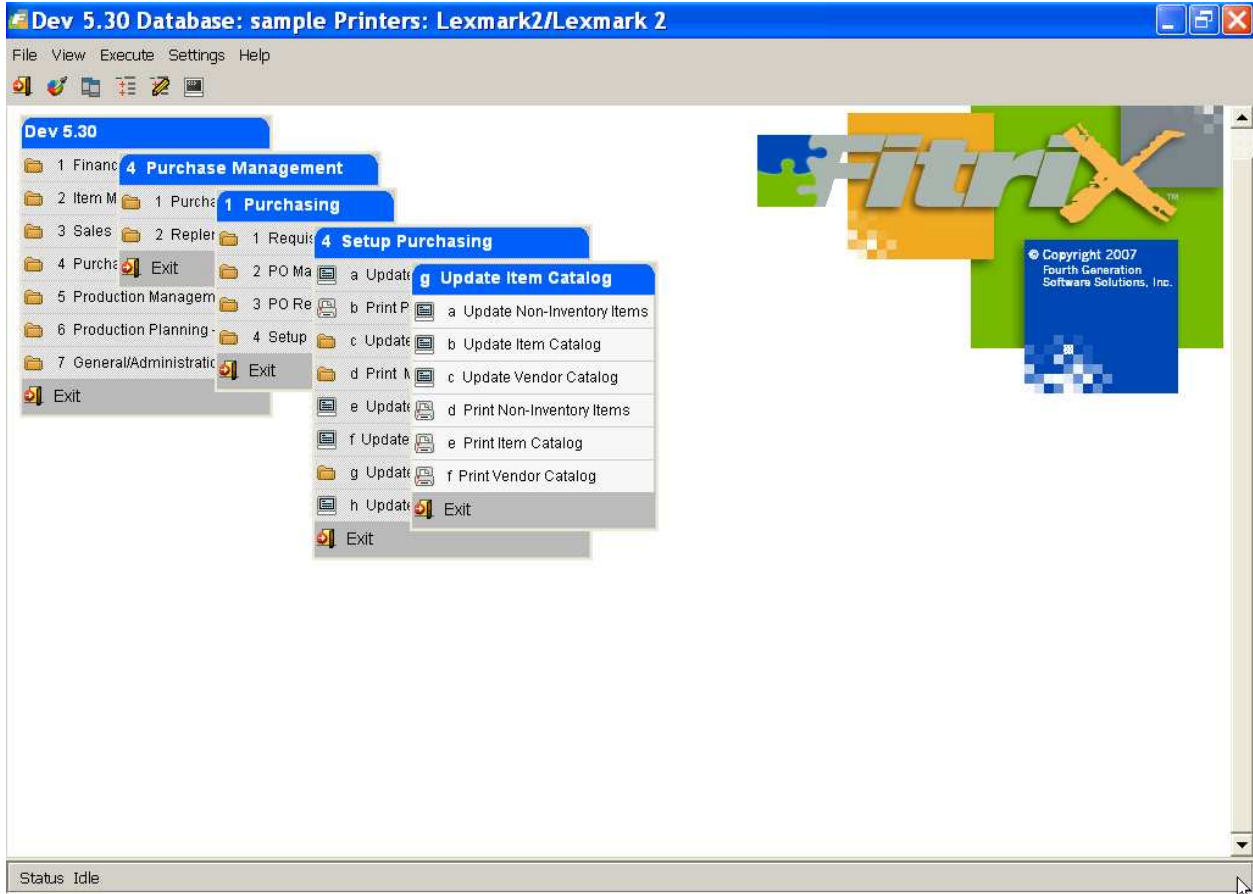 Dev 5.30 Database: sample Printers: Lexmark2/Lexmark 2
File View Execute Settings Help
Fitrix
TM
© Copyright 2007
Fourth Generation
Software Solutions, Inc.
Dev 5.30
1 Financ
2 Item M
3 Sales
4 Purcha
5 Production Managem
6 Production Planning -
7 General/Administratic
Exit
4 Purchase Management
1 Purcha
2 Repler
Exit
1 Purchasing
1 Requis
2 PO Ma
3 PO Re
4 Setup
Exit
4 Setup Purchasing
a Update
b Print P
c Update
d Print N
e Update
f Update
g Update
h Update
Exit
g Update Item Catalog
a Update Non-Inventory Items
b Update Item Catalog
c Update Vendor Catalog
d Print Non-Inventory Items
e Print Item Catalog
f Print Vendor Catalog
Exit
Status Idle